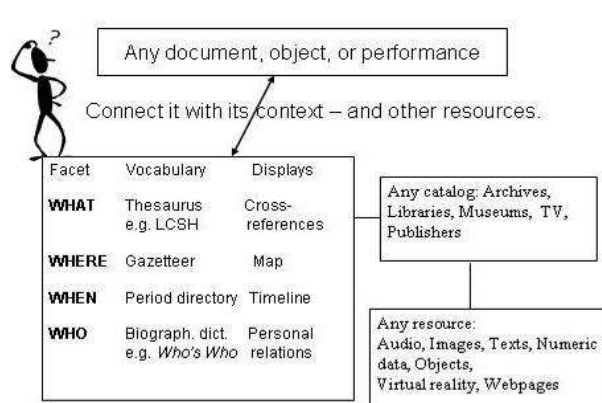 ?
Any document, object, or performance
Connect it with its context – and other resources.
Facet Vocabulary Displays
WHAT Thesaurus Cross-
e.g. LCSH references
WHERE Gazetteer Map
WHEN Period directory Timeline
WHO Biograph. dict. Personal
e.g. Who's Who relations
Any catalog: Archives,
Libraries, Museums, TV,
Publishers
Any resource:
Audio, Images, Texts, Numeric
data, Objects,
Virtual reality, Webpages